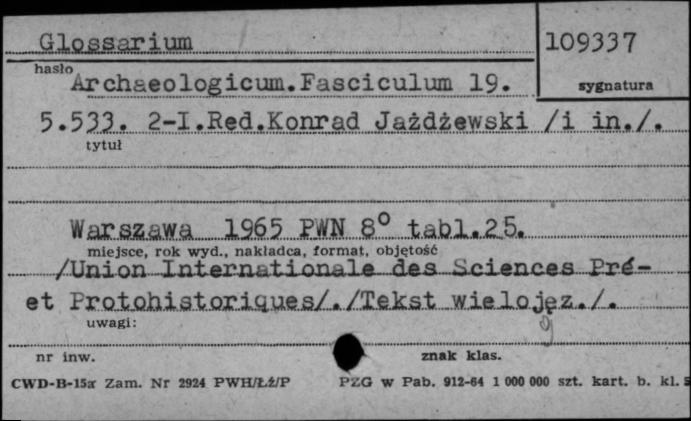 Glossarium
109337
hasło
Archaeologicum.Fasciculum 19.
sygnatura
5.533. 2-I.Red.Konrad Jażdżewski /i in./.
tytuł
Warszawa 1965 PWN 8° tabl.25.
miejsce, rok wyd., nakładca, format, objętość
/Union Internationale des Sciences Pré-
et Protohistoriques/./Tekst wielojęz./.
uwagi:
nr inw.
znak klas.
CWD-B-15a Zam. Nr 2924 PWH/Łź/P PZG w Pab. 912-64 1 000 000 szt. kart. b. kl. 5